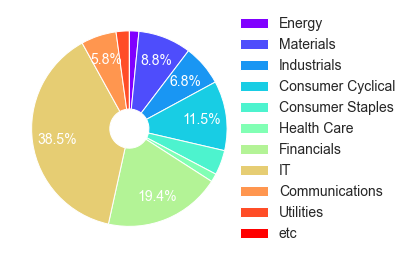 Energy
Materials
Industrials
Consumer Cyclical
Consumer Staples
Health Care
Financials
IT
Communications
Utilities
etc
5.8%
8.8%
6.8%
11.5%
38.5%
19.4%